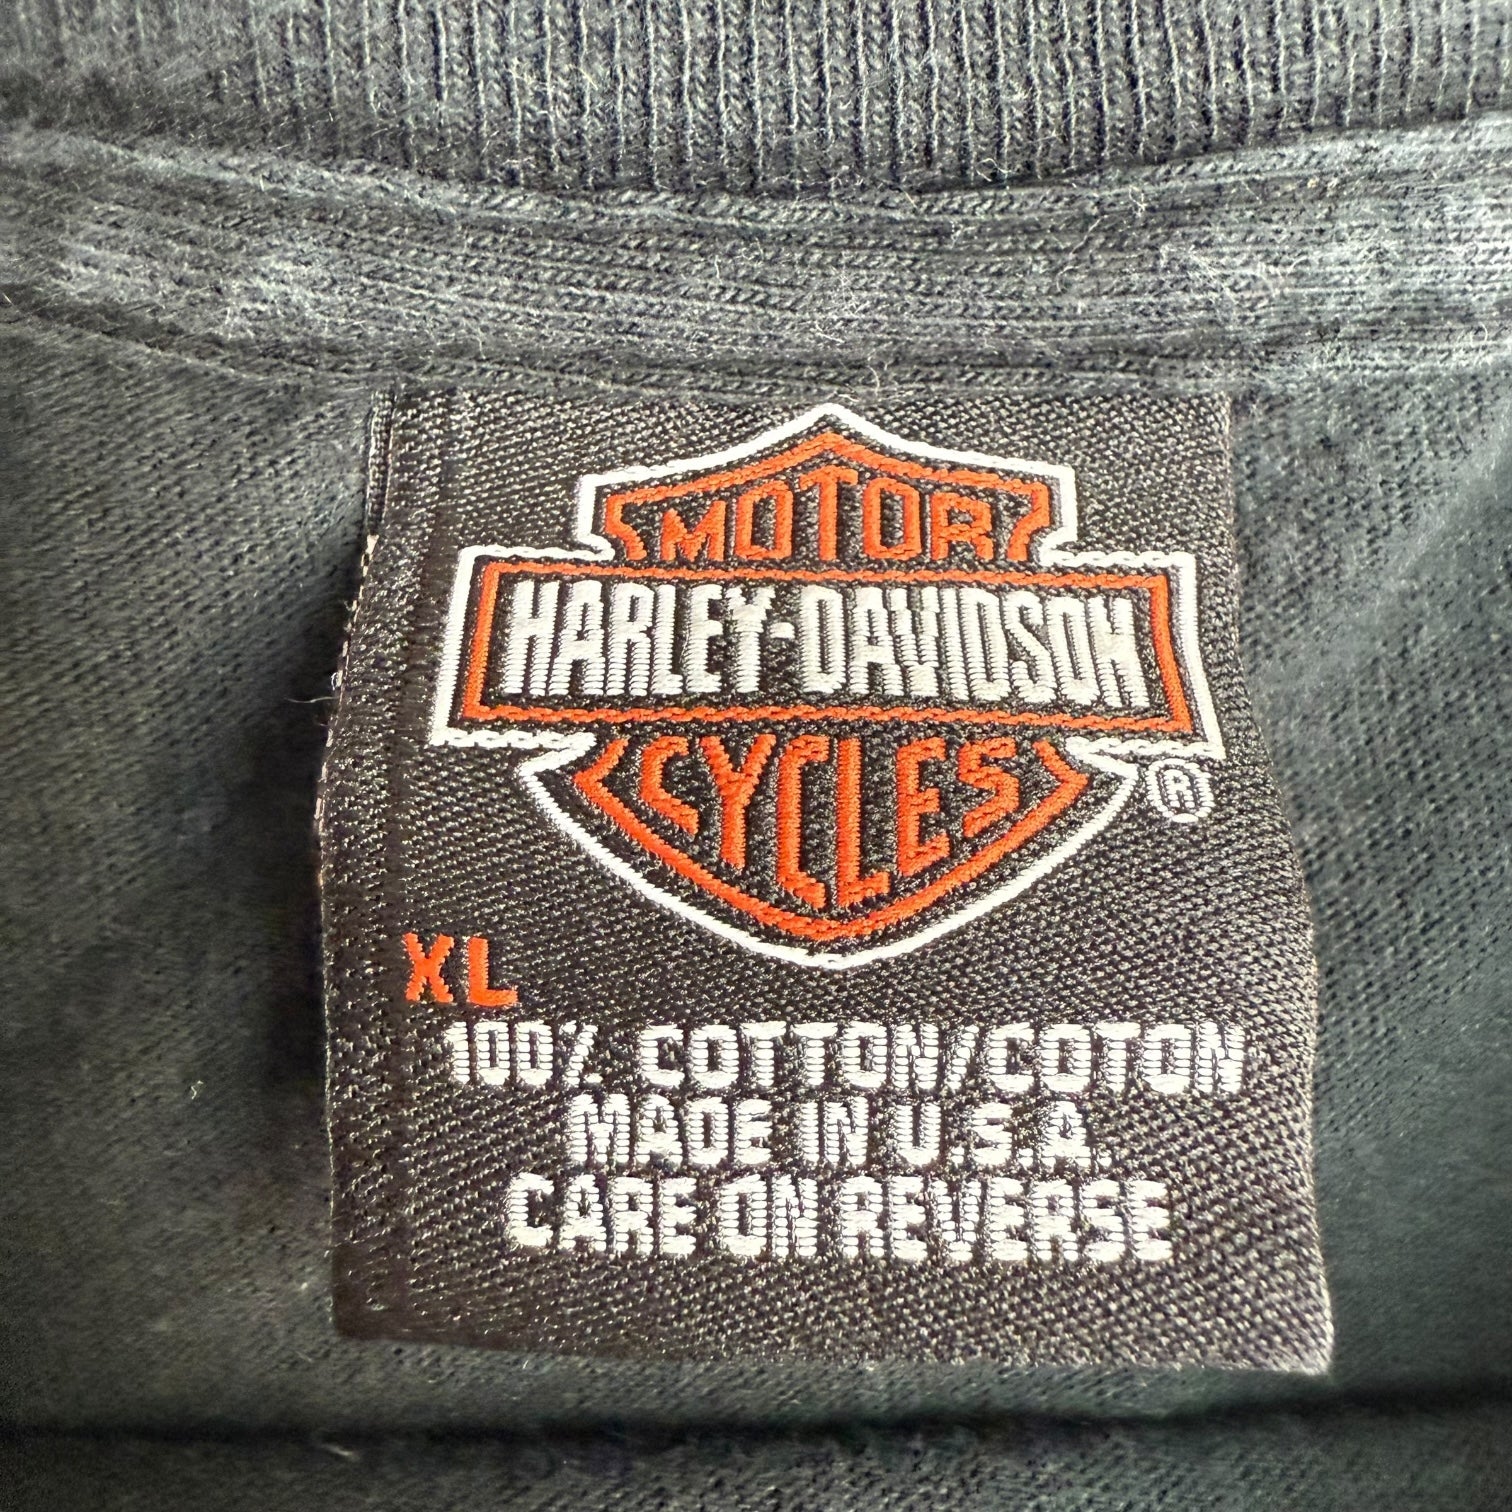 MOTOR
HARLEY-DAVIDSON
CYCLES
®
XL
100% COTTON/COTON
MADE IN U.S.A.
CARE ON REVERSE